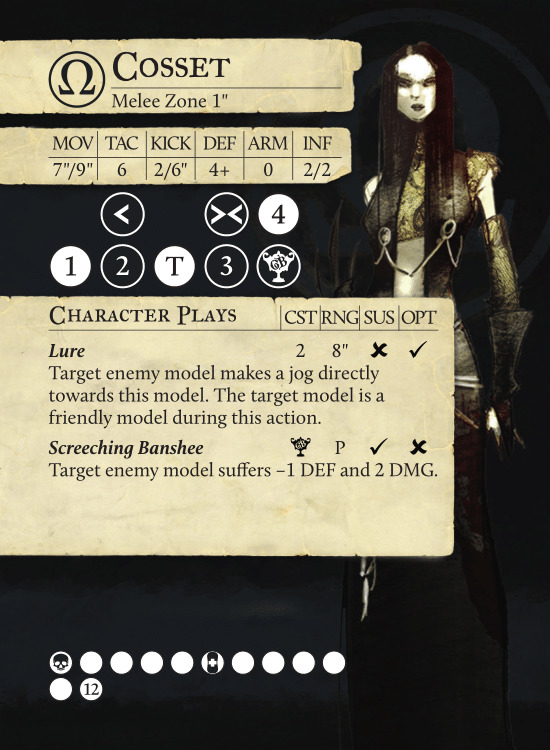 Ω COSSET
Melee Zone 1"
MOV TAC KICK DEF ARM INF
7"/9" 6 2/6" 4+ 0 2/2
< >< 4
1 2 T 3 GB
CHARACTER PLAYS CST RNG SUS OPT
Lure 2 8" ✘ ✓
Target enemy model makes a jog directly
towards this model. The target model is a
friendly model during this action.
Screeching Banshee GB P ✓ ✘
Target enemy model suffers −1 DEF and 2 DMG.
12